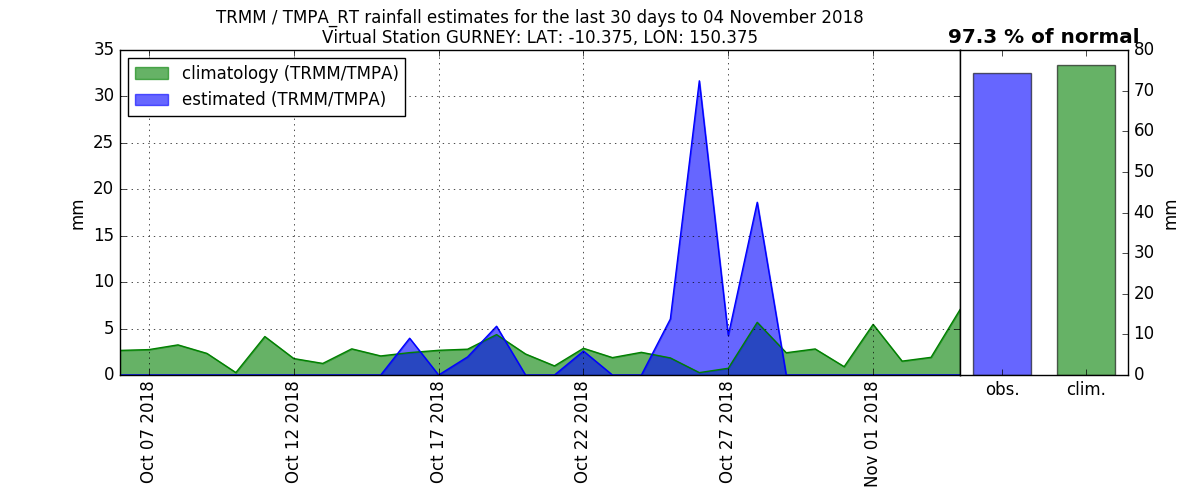 TRMM / TMPA_RT rainfall estimates for the last 30 days to 04 November 2018
Virtual Station GURNEY: LAT: -10.375, LON: 150.375
97.3 % of normal
climatology (TRMM/TMPA)
estimated (TRMM/TMPA)
35
30
25
20
15
10
5
0
mm
Oct 07 2018
Oct 12 2018
Oct 17 2018
Oct 22 2018
Oct 27 2018
Nov 01 2018
80
70
60
50
40
30
20
10
0
mm
obs.
clim.